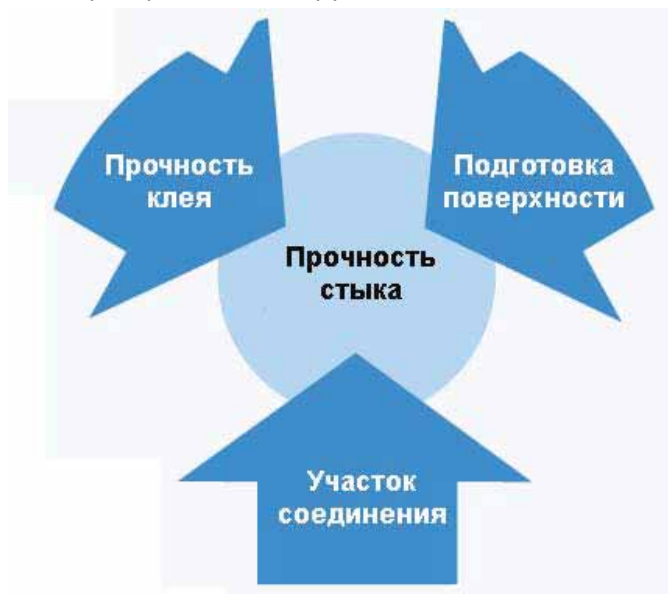 Прочность
клея
Подготовка
поверхности
Прочность
стыка
Участок
соединения